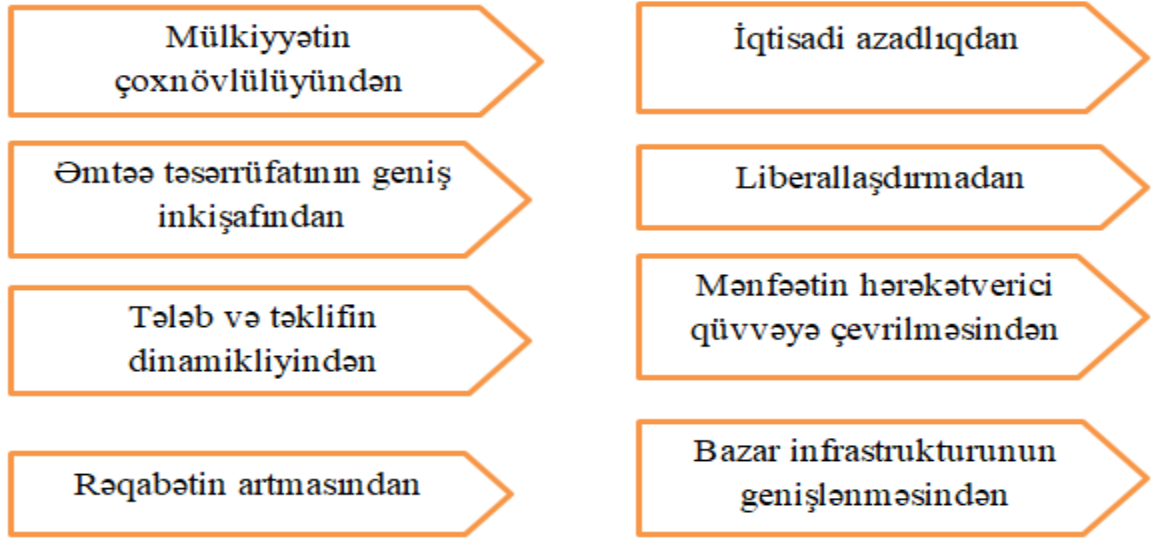 Mülkiyyətin
çoxnövlülüyündən
Əmtəə təsərrüfatının geniş
inkişafından
Tələb və təklifin
dinamikliyindən
Rəqabətin artmasından
İqtisadi azadlıqdan
Liberallaşdırmadan
Mənfəətin hərəkətverici
qüvvəyə çevrilməsindən
Bazar infrastrukturunun
genişlənməsindən